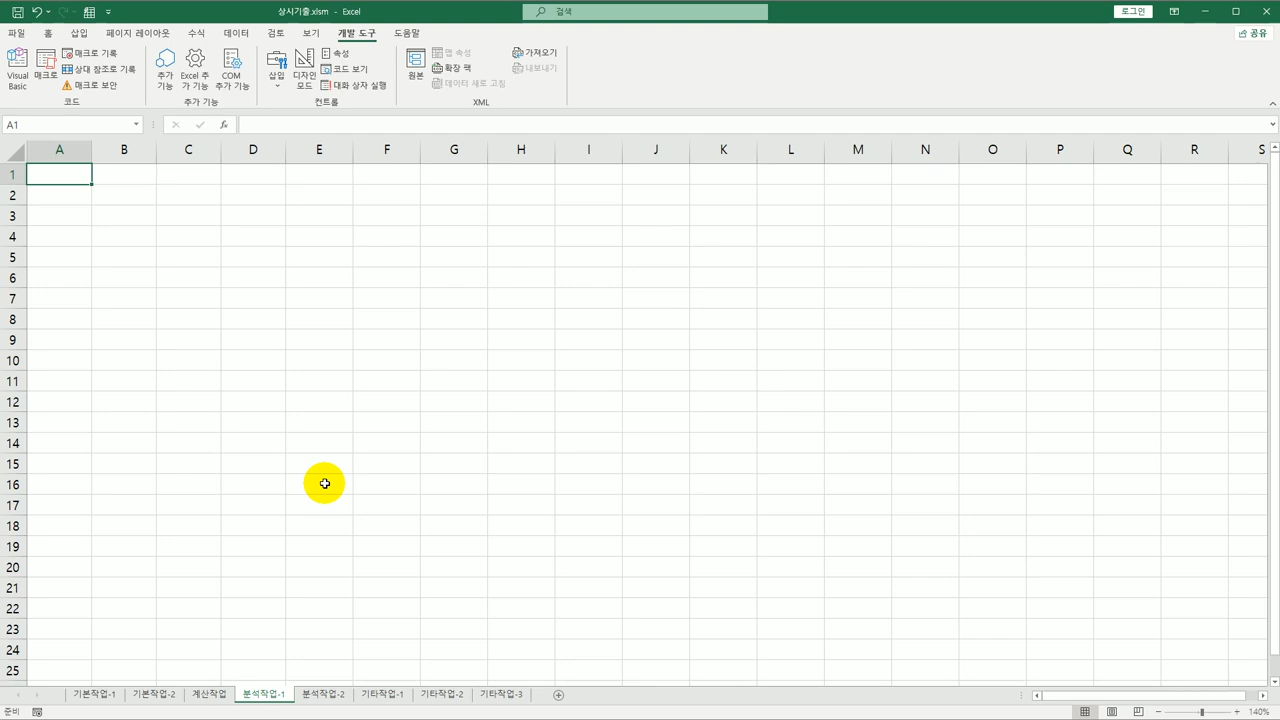 상시기출.xlsm - Excel
검색
로그인
파일 홈 삽입 페이지 레이아웃 수식 데이터 검토 보기 개발 도구 도움말
공유
Visual Basic
매크로
매크로 기록
상대 참조로 기록
매크로 보안
코드
추가 기능
Excel 추가 기능
COM 추가 기능
추가 기능
삽입
디자인 모드
속성
코드 보기
대화 상자 실행
컨트롤
원본
맵 속성
확장 팩
데이터 새로 고침
가져오기
내보내기
XML
A1
fx
A B C D E F G H I J K L M N O P Q R S
1
2
3
4
5
6
7
8
9
10
11
12
13
14
15
16
17
18
19
20
21
22
23
24
25
기본작업-1 기본작업-2 계산작업 분석작업-1 분석작업-2 기타작업-1 기타작업-2 기타작업-3
준비
140%